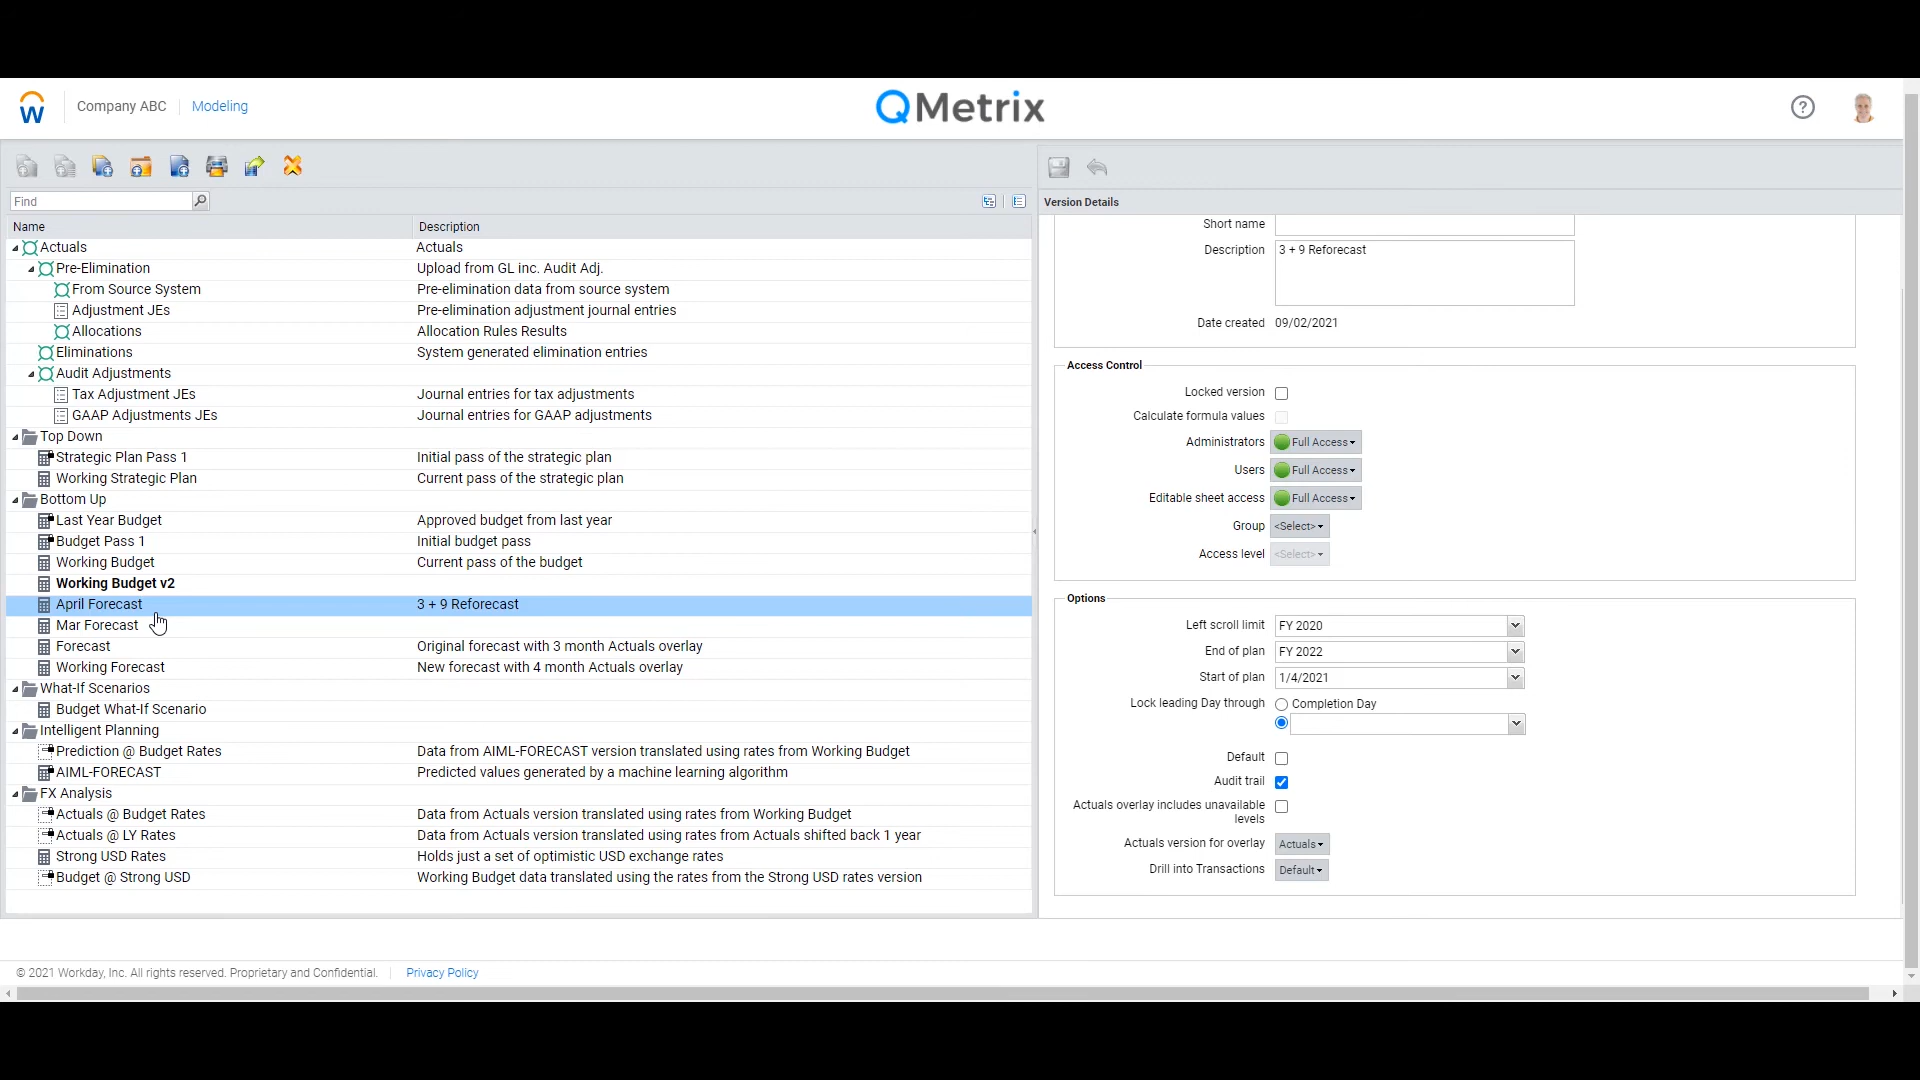 W
Company ABC
Modeling
QMetrix
?
Find
Name Description
Actuals Actuals
Pre-Elimination Upload from GL inc. Audit Adj.
From Source System Pre-elimination data from source system
Adjustment JEs Pre-elimination adjustment journal entries
Allocations Allocation Rules Results
Eliminations System generated elimination entries
Audit Adjustments
Tax Adjustment JEs Journal entries for tax adjustments
GAAP Adjustments JEs Journal entries for GAAP adjustments
Top Down
Strategic Plan Pass 1 Initial pass of the strategic plan
Working Strategic Plan Current pass of the strategic plan
Bottom Up
Last Year Budget Approved budget from last year
Budget Pass 1 Initial budget pass
Working Budget Current pass of the budget
Working Budget v2
April Forecast 3 + 9 Reforecast
Mar Forecast
Forecast Original forecast with 3 month Actuals overlay
Working Forecast New forecast with 4 month Actuals overlay
What-If Scenarios
Budget What-If Scenario
Intelligent Planning
Prediction @ Budget Rates Data from AIML-FORECAST version translated using rates from Working Budget
AIML-FORECAST Predicted values generated by a machine learning algorithm
FX Analysis
Actuals @ Budget Rates Data from Actuals version translated using rates from Working Budget
Actuals @ LY Rates Data from Actuals version translated using rates from Actuals shifted back 1 year
Strong USD Rates Holds just a set of optimistic USD exchange rates
Budget @ Strong USD Working Budget data translated using the rates from the Strong USD rates version
Version Details
Short name
Description 3 + 9 Reforecast
Date created 09/02/2021
Access Control
Locked version
Calculate formula values
Administrators Full Access
Users Full Access
Editable sheet access Full Access
Group <Select>
Access level <Select>
Options
Left scroll limit FY 2020
End of plan FY 2022
Start of plan 1/4/2021
Lock leading Day through Completion Day
Default
Audit trail
Actuals overlay includes unavailable
levels
Actuals version for overlay Actuals
Drill into Transactions Default
© 2021 Workday, Inc. All rights reserved. Proprietary and Confidential. Privacy Policy